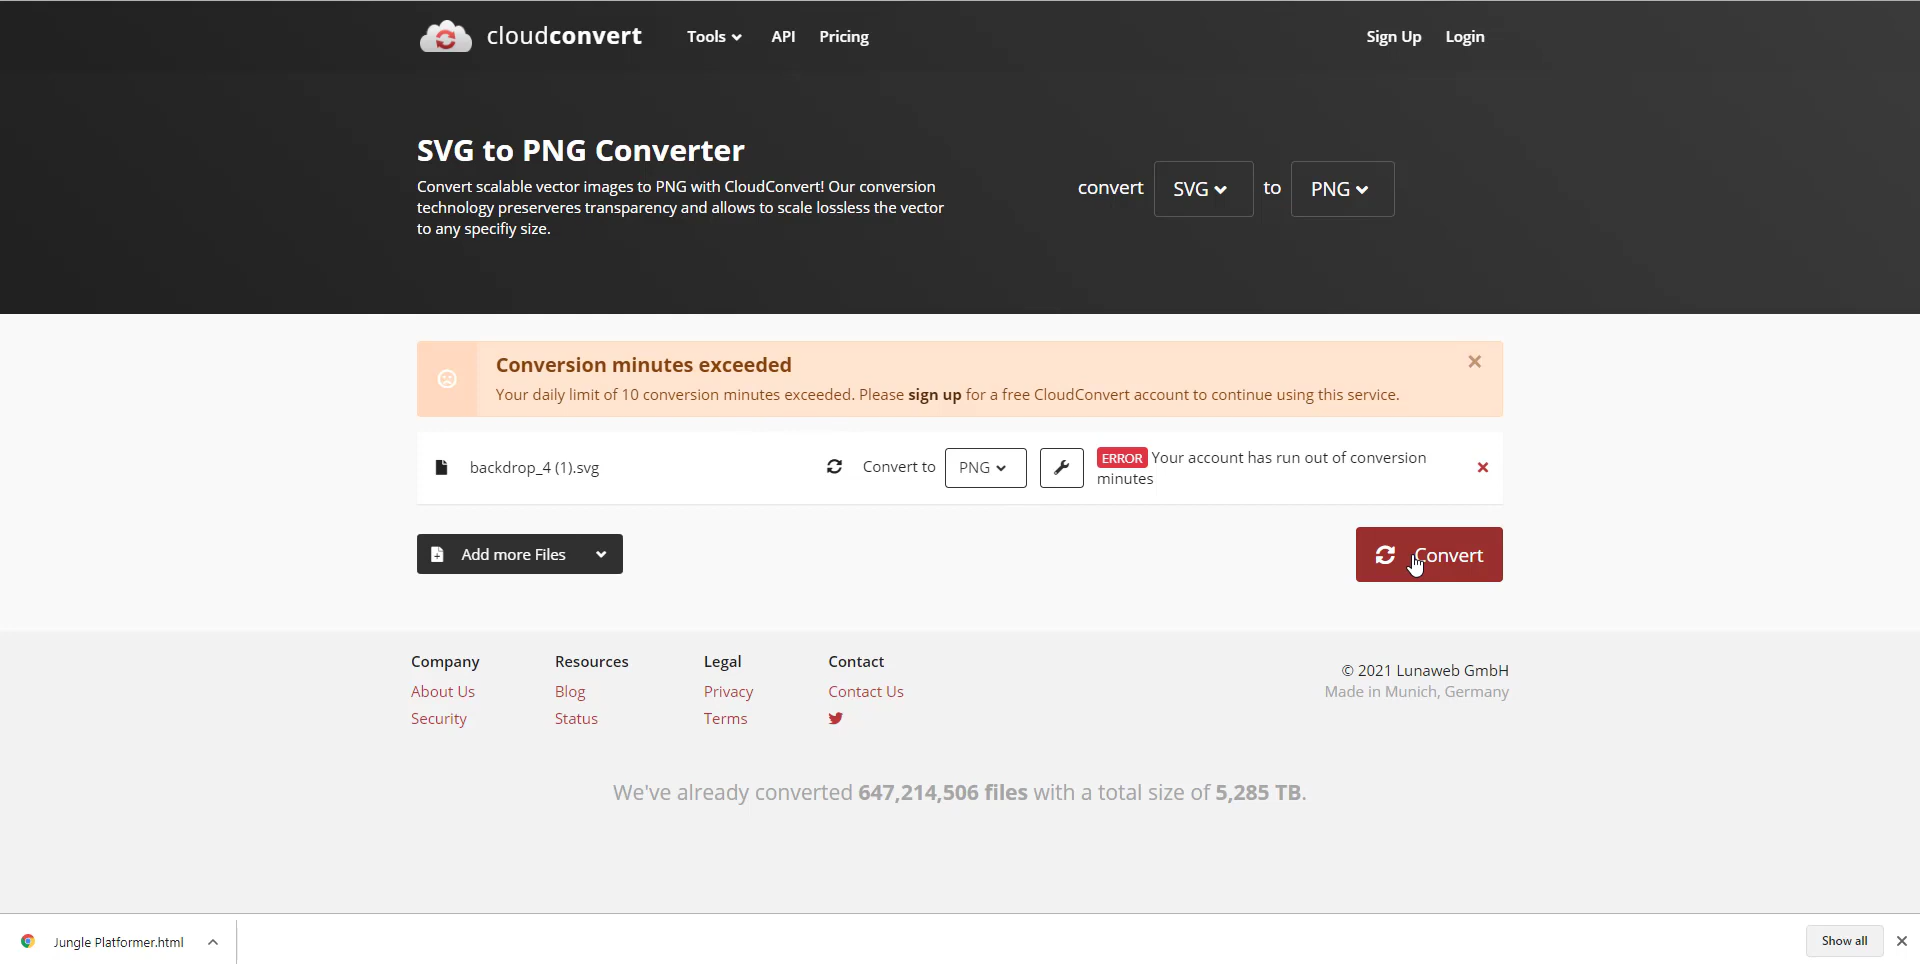 cloudconvert
Tools
API
Pricing
Sign Up
Login
SVG to PNG Converter
Convert scalable vector images to PNG with CloudConvert! Our conversion
technology preserveres transparency and allows to scale lossless the vector
to any specifiy size.
convert
SVG
to
PNG
Conversion minutes exceeded
Your daily limit of 10 conversion minutes exceeded. Please sign up for a free CloudConvert account to continue using this service.
backdrop_4 (1).svg
Convert to
PNG
ERROR Your account has run out of conversion
minutes
Add more Files
Convert
Company
About Us
Security
Resources
Blog
Status
Legal
Privacy
Terms
Contact
Contact Us
© 2021 Lunaweb GmbH
Made in Munich, Germany
We've already converted 647,214,506 files with a total size of 5,285 TB.
Jungle Platformer.html
Show all